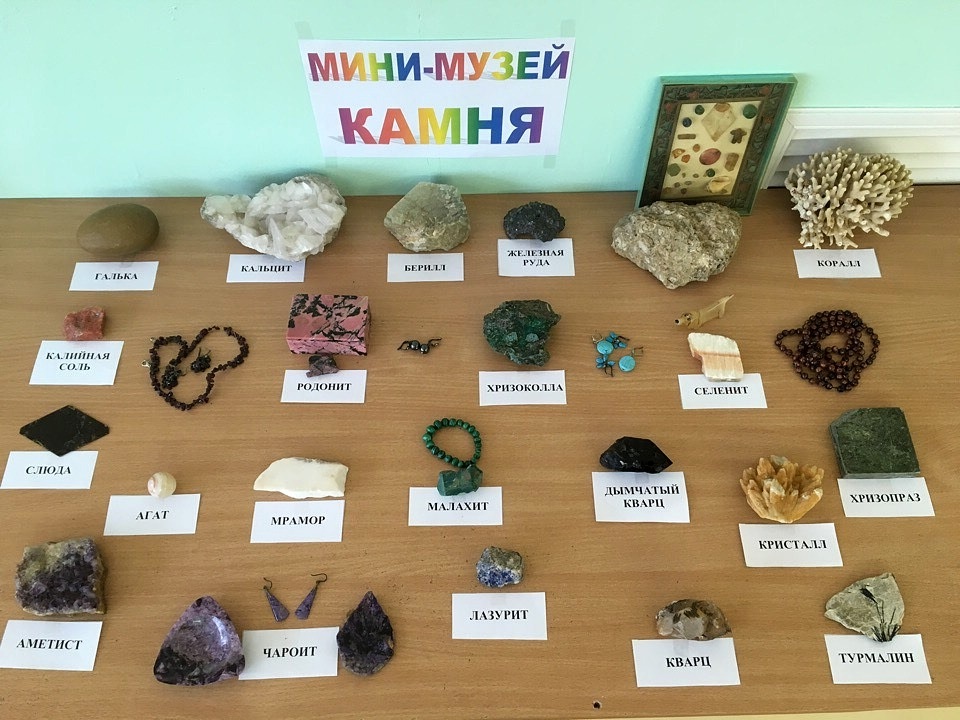 МИНИ-МУЗЕЙ
КАМНЯ
ГАЛЬКА
КАЛЬЦИТ
БЕРИЛЛ
ЖЕЛЕЗНАЯ
РУДА
КОРАЛЛ
КАЛИЙНАЯ
СОЛЬ
РОДОНИТ
ХРИЗОКОЛЛА
СЕЛЕНИТ
СЛЮДА
АГАТ
МРАМОР
МАЛАХИТ
ДЫМЧАТЫЙ
КВАРЦ
КРИСТАЛЛ
ХРИЗОПРАЗ
АМЕТИСТ
ЧАРОИТ
ЛАЗУРИТ
КВАРЦ
ТУРМАЛИН